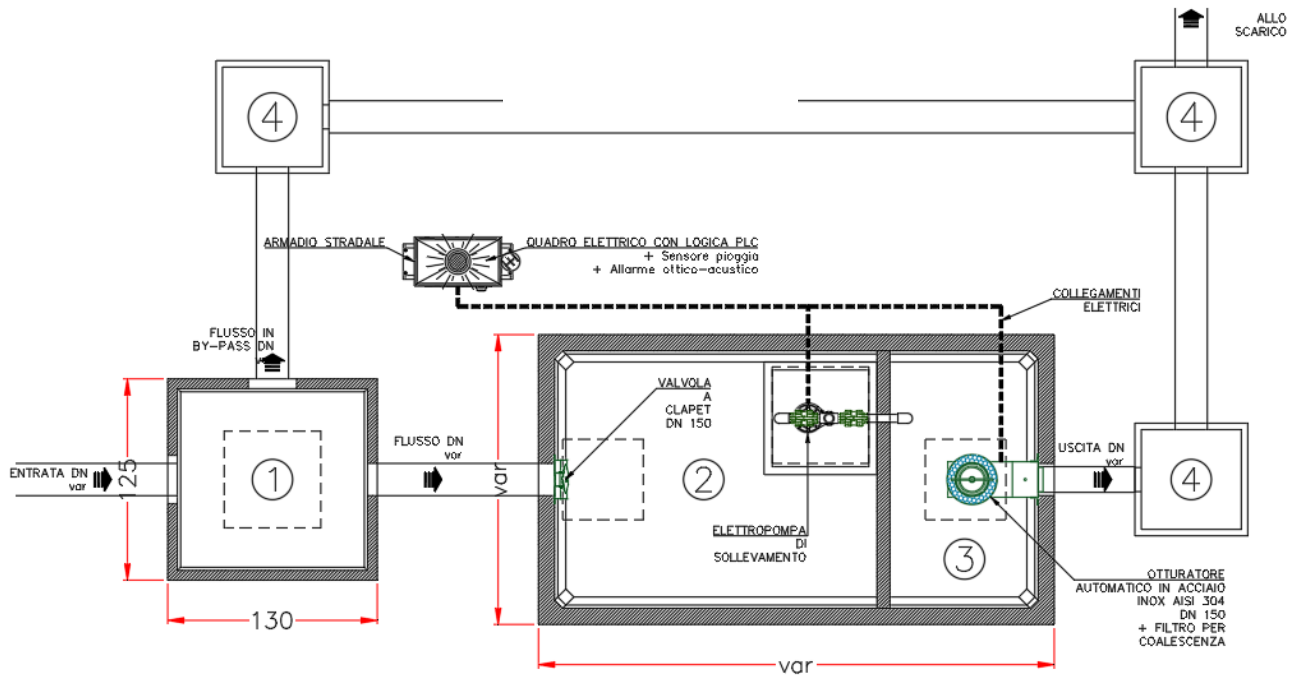 ALLO
SCARICO
4
4
ARMADIO STRADALE
QUADRO ELETTRICO CON LOGICA PLC
+ Sensore pioggia
+ Allarme ottico-acustico
COLLEGAMENTI
ELETTRICI
FLUSSO IN
BY-PASS DN
VALVOLA
A
CLAPET
DN 150
FLUSSO DN
var
USCITA DN
var
ENTRATA DN
var
125
1
var
2
4
ELETTROPOMPA
DI
SOLLEVAMENTO
3
OTTURATORE
AUTOMATICO IN ACCIAIO
INOX AISI 304
DN 150
+ FILTRO PER
COALESCENZA
130
var